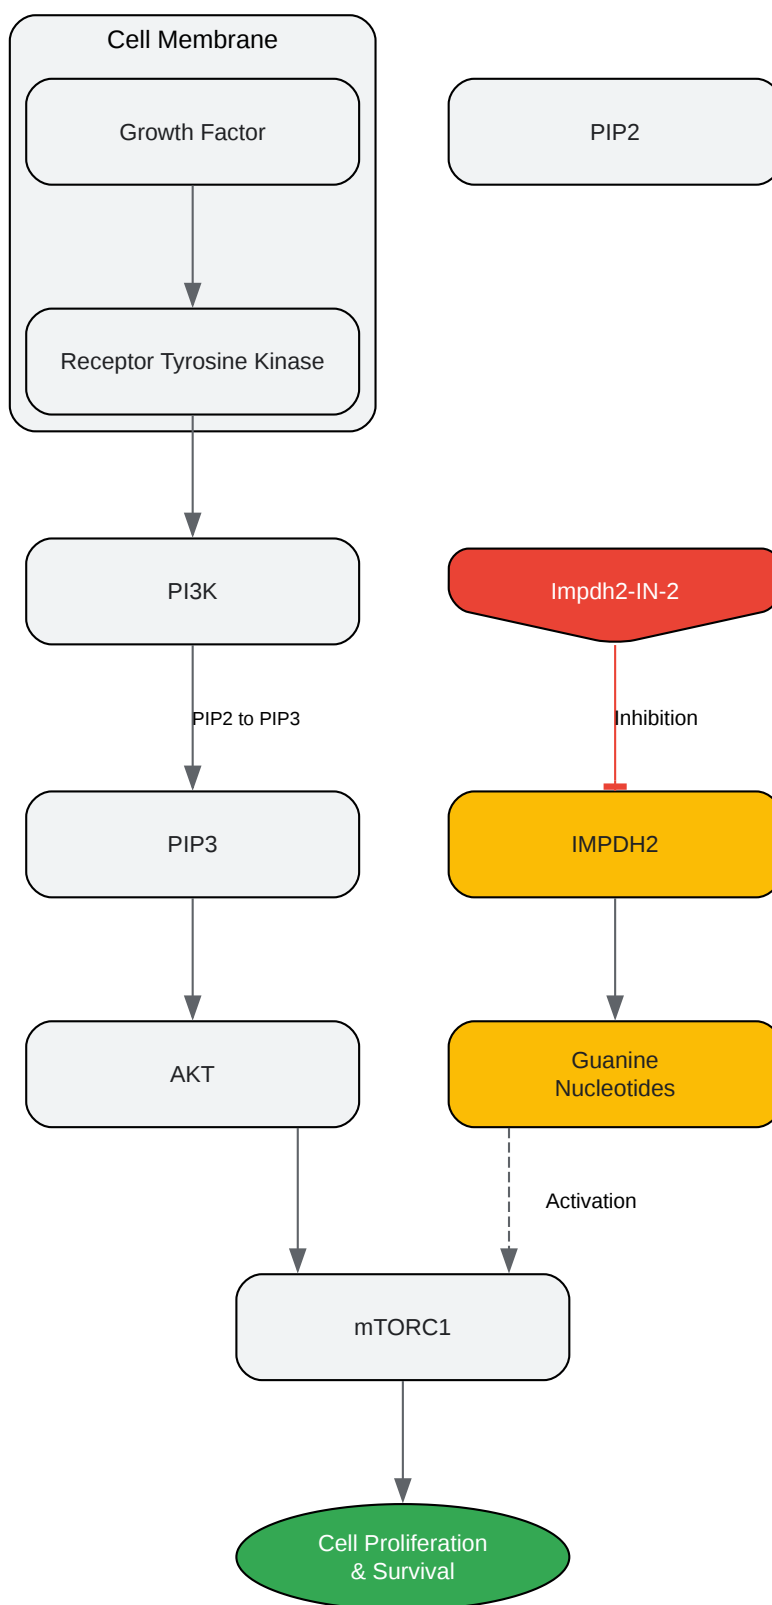 Cell Membrane
Growth Factor
PIP2
Receptor Tyrosine Kinase
PI3K
Impdh2-IN-2
PIP2 to PIP3
Inhibition
PIP3
IMPDH2
AKT
Guanine
Nucleotides
Activation
mTORC1
Cell Proliferation
& Survival